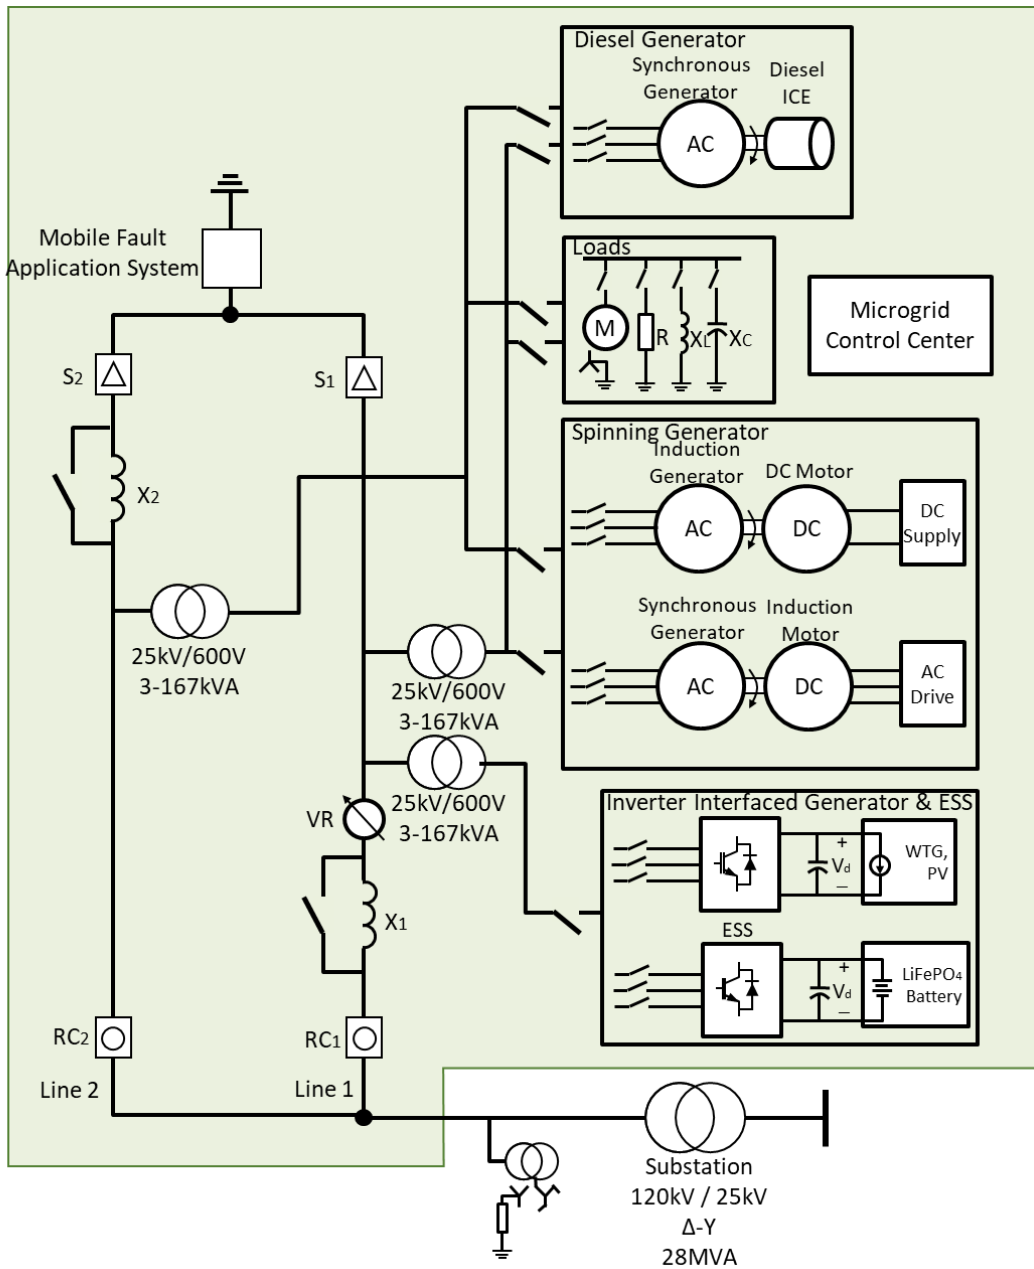 Diesel Generator
Synchronous
Generator
Diesel
ICE
AC
Mobile Fault
Application System
Loads
M
R
XL
XC
Microgrid
Control Center
S2
S1
X2
Spinning Generator
Induction
Generator
DC Motor
AC
DC
DC
Supply
Synchronous
Generator
Induction
Motor
AC
DC
AC
Drive
25kV/600V
3-167kVA
25kV/600V
3-167kVA
25kV/600V
3-167kVA
VR
X1
Inverter Interfaced Generator & ESS
+
Vd
−
WTG,
PV
ESS
+
Vd
−
LiFePO4
Battery
RC2
RC1
Line 2
Line 1
Substation
120kV / 25kV
Δ-Y
28MVA